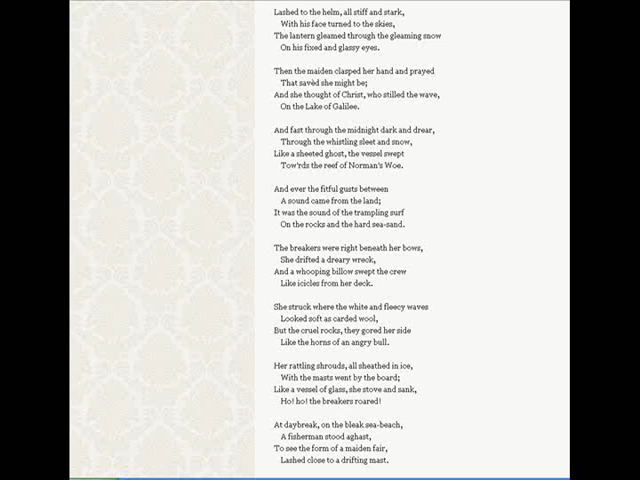 Lashed to the helm, all stiff and stark,
With his face turned to the skies,
The lantern gleamed through the gleaming snow
On his fixed and glassy eyes.
Then the maiden clasped her hand and prayed
That savèd she might be;
And she thought of Christ, who stilled the wave,
On the Lake of Galilee.
And fast through the midnight dark and drear,
Through the whistling sleet and snow,
Like a sheeted ghost, the vessel swept
Tow'rds the reef of Norman's Woe.
And ever the fitful gusts between
A sound came from the land;
It was the sound of the trampling surf
On the rocks and the hard sea-sand.
The breakers were right beneath her bows,
She drifted a dreary wreck,
And a whooping billow swept the crew
Like icicles from her deck.
She struck where the white and fleecy waves
Looked soft as carded wool,
But the cruel rocks, they gored her side
Like the horns of an angry bull.
Her rattling shrouds, all sheathed in ice,
With the masts went by the board;
Like a vessel of glass, she stove and sank,
Ho! ho! the breakers roared!
At daybreak, on the bleak sea-beach,
A fisherman stood aghast,
To see the form of a maiden fair,
Lashed close to a drifting mast.